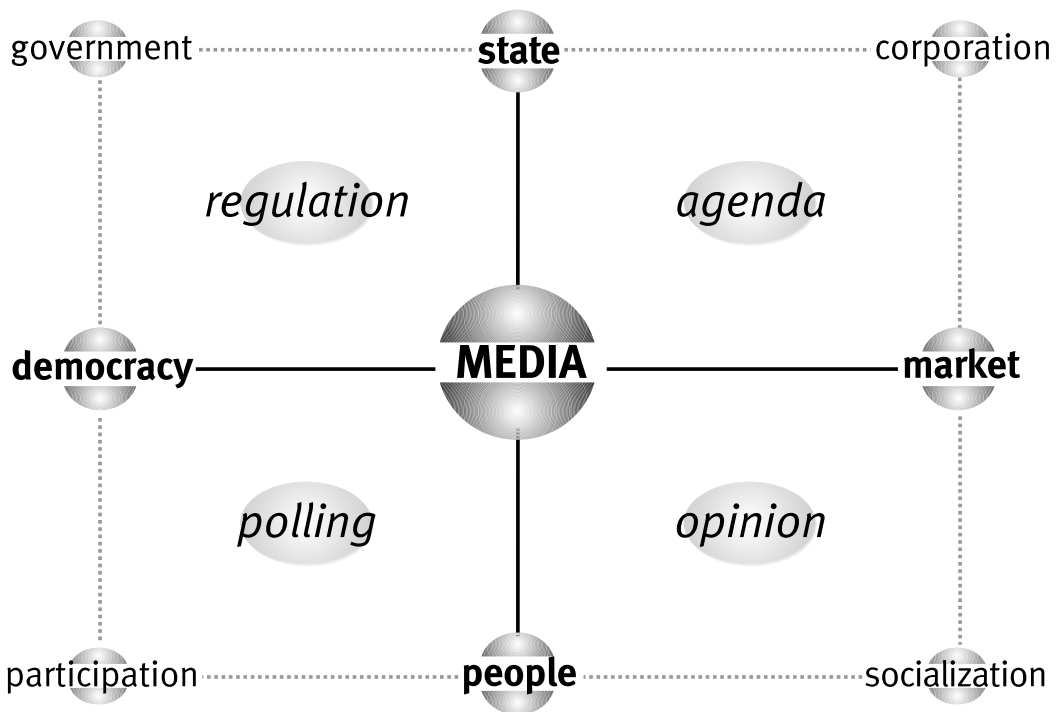 government state corporation
regulation agenda
democracy MEDIA market
polling opinion
participation people socialization